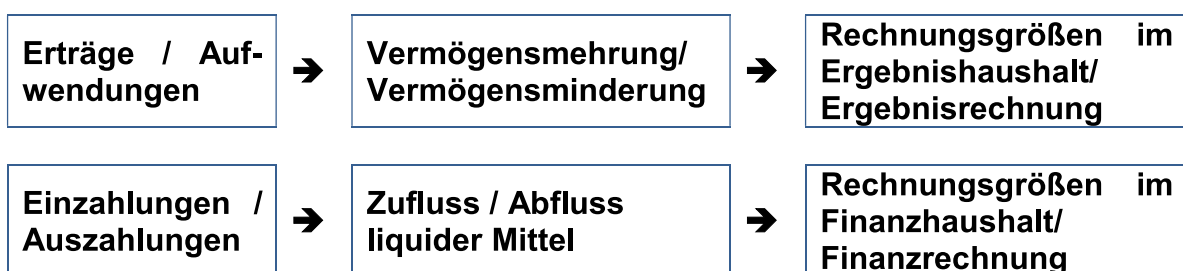 Erträge / Auf-
wendungen
➔
Vermögensmehrung/
Vermögensminderung
➔
Rechnungsgrößen im
Ergebnishaushalt/
Ergebnisrechnung
Einzahlungen /
Auszahlungen
➔
Zufluss / Abfluss
liquider Mittel
➔
Rechnungsgrößen im
Finanzhaushalt/
Finanzrechnung